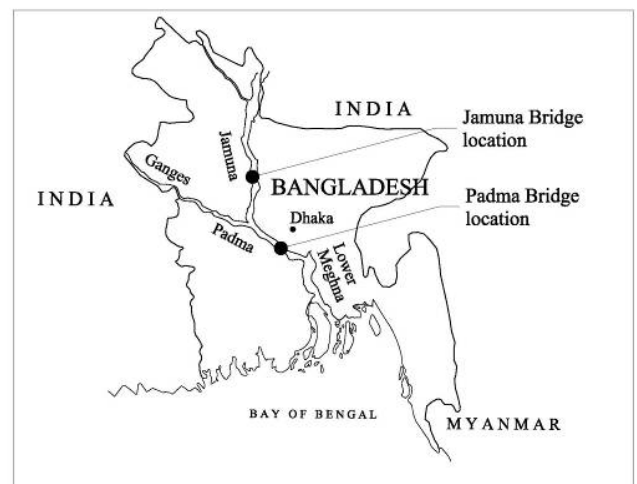 INDIA
Jamuna Bridge
location
Jamuna
Ganges
INDIA
BANGLADESH
Padma Bridge
location
Dhaka
Padma
Lower
Meghna
BAY OF BENGAL
MYANMAR